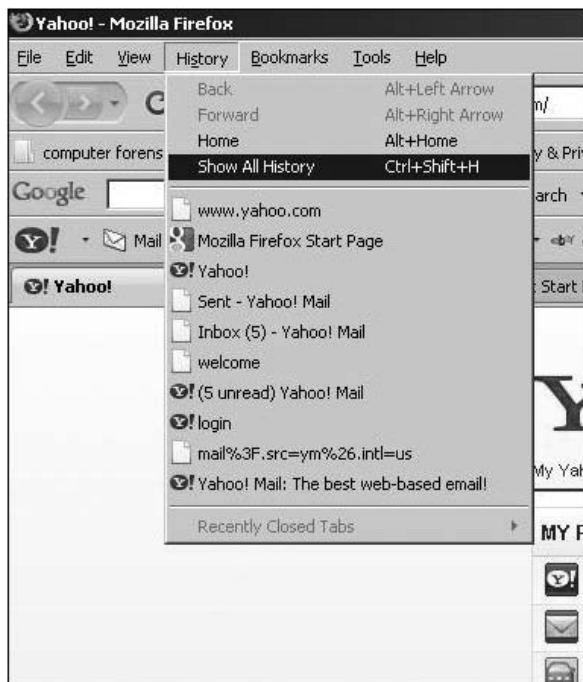 Yahoo! - Mozilla Firefox
File Edit View History Bookmarks Tools Help
Back Alt+Left Arrow
Forward Alt+Right Arrow
Home Alt+Home
Show All History Ctrl+Shift+H
m/
computer forens
y & Pri
Google
arch
Y! Mail
ebY
Y! Yahoo!
t Start
www.yahoo.com
Mozilla Firefox Start Page
Y! Yahoo!
Sent - Yahoo! Mail
Inbox (5) - Yahoo! Mail
welcome
Y! (5 unread) Yahoo! Mail
Y! login
mail%3F.src=ym%26.intl=us
Y! Yahoo! Mail: The best web-based email!
Recently Closed Tabs
Y
My Yah
MY F
Y!